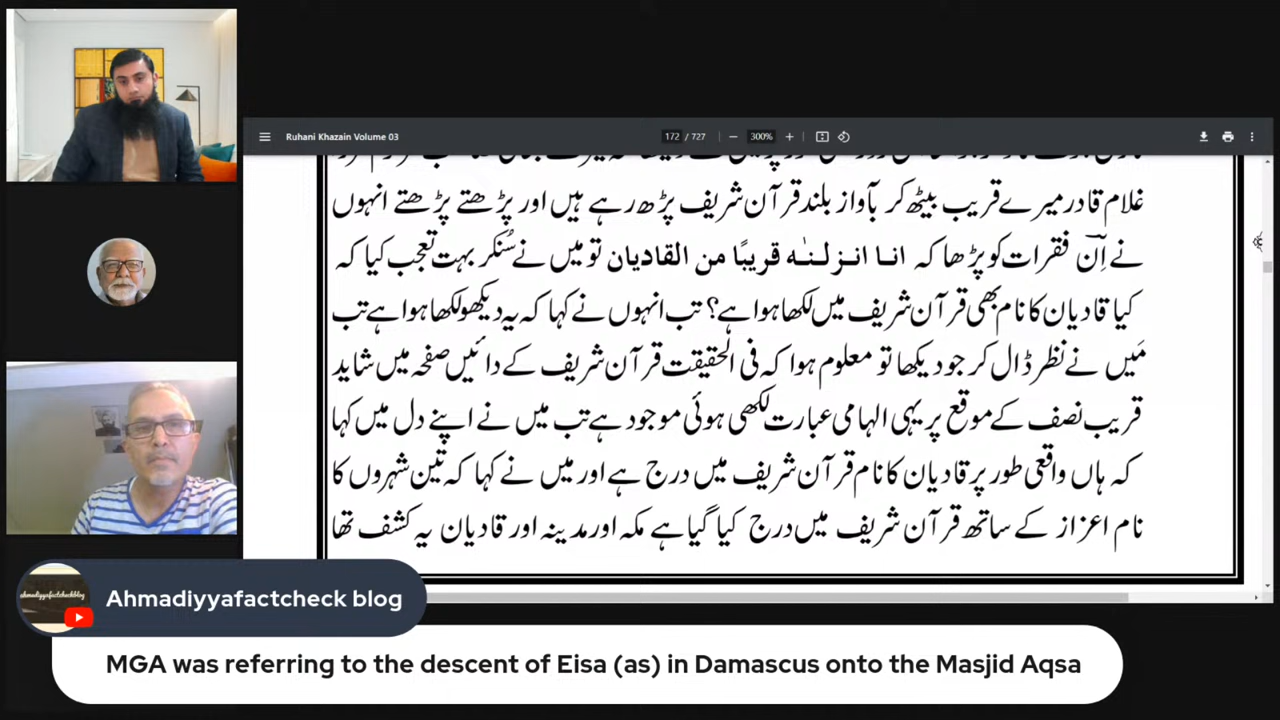 Ruhani Khazain Volume 03
172 / 727
300%
غلام قادر میرے قریب بیٹھ کر بآواز بلند قرآن شریف پڑھ رہے ہیں اور پڑھتے پڑھتے انہوں
نے اِن فقرات کو پڑھا کہ انا انزلنٰه قریبًا من القادیان تو میں نے سُنکر بہت تعجب کیا کہ
کیا قادیان کا نام بھی قرآن شریف میں لکھا ہوا ہے؟ تب انہوں نے کہا کہ یہ دیکھو لکھا ہوا ہے تب
مَیں نے نظر ڈال کر جو دیکھا تو معلوم ہوا کہ فی الحقیقت قرآن شریف کے دائیں صفحہ میں شاید
قریب نصف کے موقع پر یہی الہامی عبارت لکھی ہوئی موجود ہے تب میں نے اپنے دل میں کہا
کہ ہاں واقعی طور پر قادیان کا نام قرآن شریف میں درج ہے اور میں نے کہا کہ تین شہروں کا
نام اعزاز کے ساتھ قرآن شریف میں درج کیا گیا ہے مکہ اور مدینہ اور قادیان یہ کشف تھا
ahmadiyyafactcheckblog
Ahmadiyyafactcheck blog
MGA was referring to the descent of Eisa (as) in Damascus onto the Masjid Aqsa